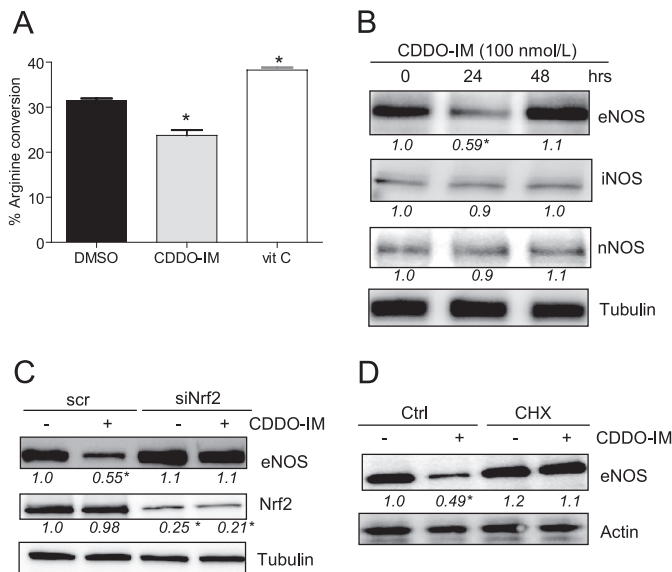 A
% Arginine conversion
40
30
20
10
0
*
*
DMSO
CDDO-IM
vit C
B
CDDO-IM (100 nmol/L)
0 24 48 hrs
eNOS
1.0 0.59* 1.1
iNOS
1.0 0.9 1.0
nNOS
1.0 0.9 1.1
Tubulin
C
scr siNrf2
- + - + CDDO-IM
eNOS
1.0 0.55* 1.1 1.1
Nrf2
1.0 0.98 0.25 * 0.21*
Tubulin
D
Ctrl CHX
- + - + CDDO-IM
eNOS
1.0 0.49* 1.2 1.1
Actin